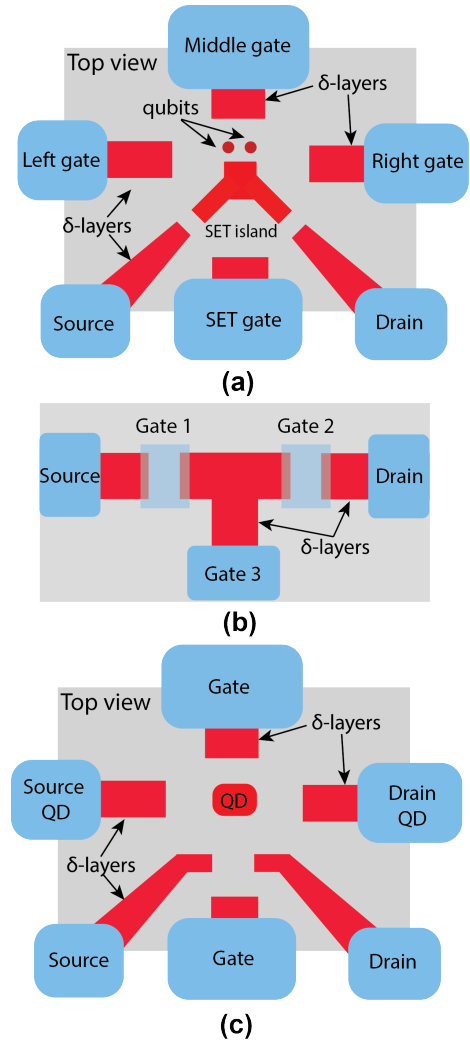 Middle gate
Top view
δ-layers
qubits
Left gate
Right gate
δ-layers
SET island
Source
SET gate
Drain
(a)
Gate 1
Gate 2
Source
Drain
δ-layers
Gate 3
(b)
Gate
Top view
δ-layers
Source
QD
QD
Drain
QD
δ-layers
Source
Gate
Drain
(c)